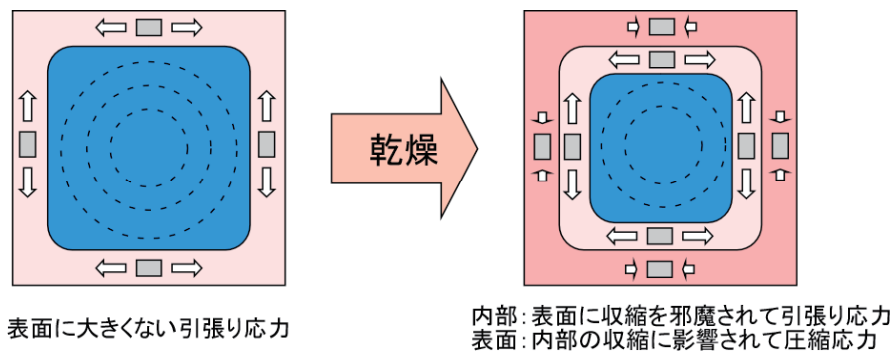 乾燥
表面に大きくない引張り応力
内部：表面に収縮を邪魔されて引張り応力
表面：内部の収縮に影響されて圧縮応力